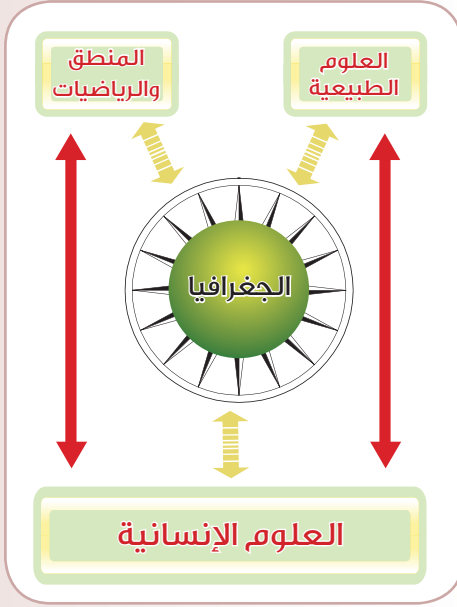 العلوم
الطبيعية
المنطق
والرياضيات
الجغرافيا
العلوم الإنسانية